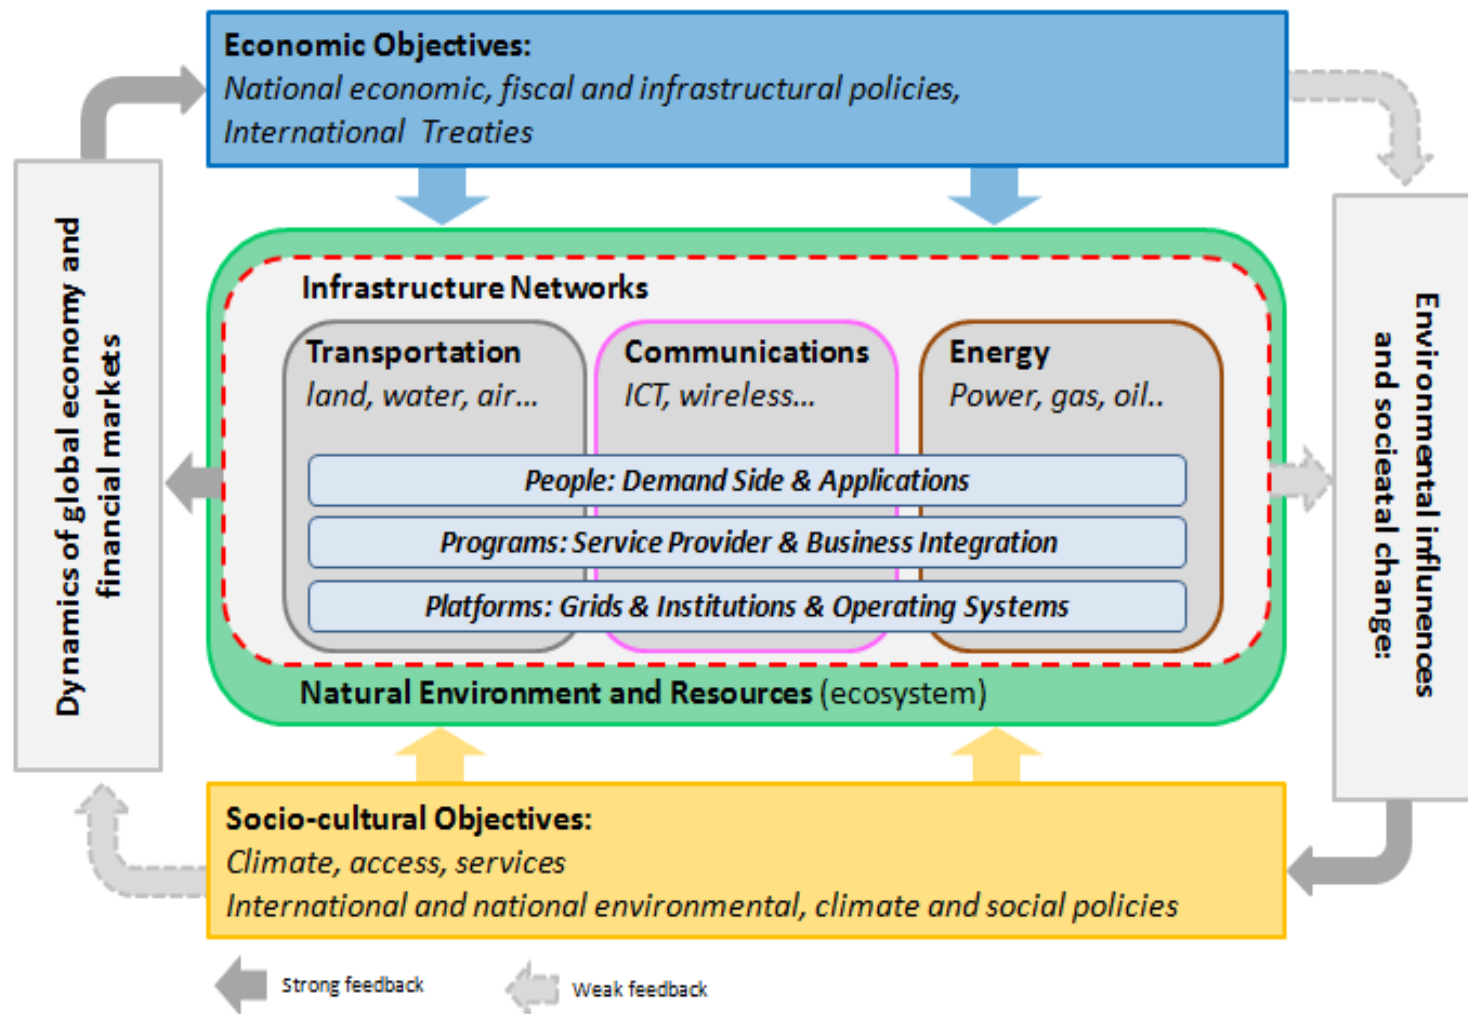 Economic Objectives:
National economic, fiscal and infrastructural policies,
International Treaties
Dynamics of global economy and
financial markets
Infrastructure Networks
Transportation
land, water, air...
Communications
ICT, wireless...
Energy
Power, gas, oil..
People: Demand Side & Applications
Programs: Service Provider & Business Integration
Platforms: Grids & Institutions & Operating Systems
Natural Environment and Resources (ecosystem)
Environmental influnences
and socieatal change:
Socio-cultural Objectives:
Climate, access, services
International and national environmental, climate and social policies
Strong feedback
Weak feedback